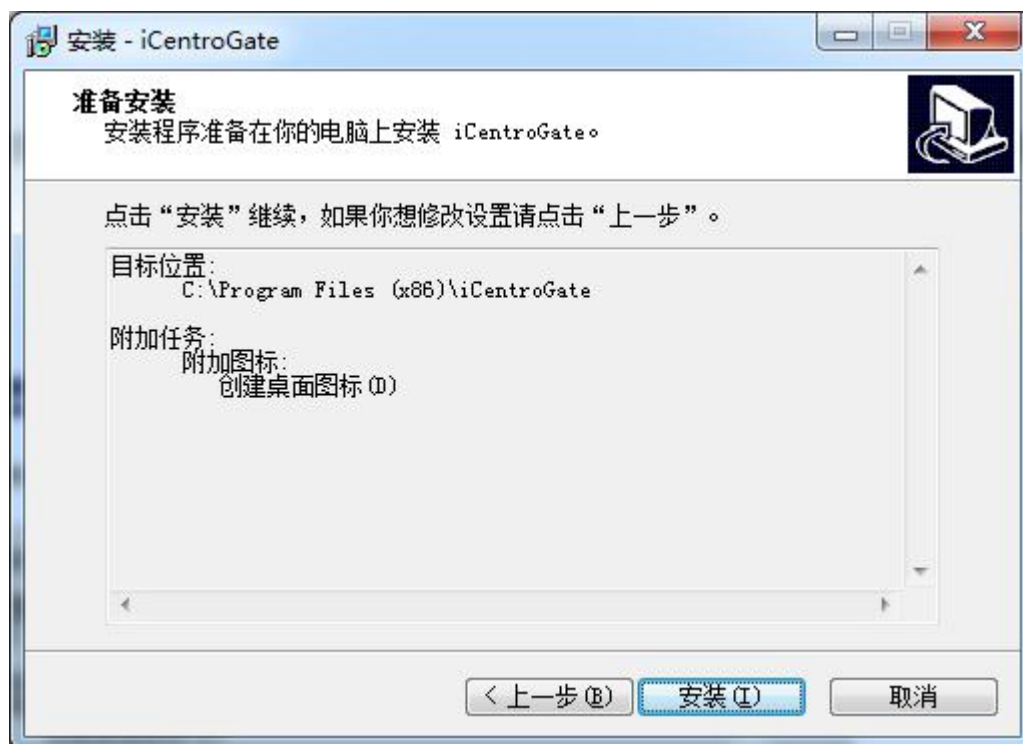 安装 - iCentroGate
准备安装
安装程序准备在你的电脑上安装 iCentroGate。
点击“安装”继续，如果你想修改设置请点击“上一步”。
目标位置:
C:\Program Files (x86)\iCentroGate
附加任务:
附加图标:
创建桌面图标(D)
< 上一步(B)
安装(I)
取消